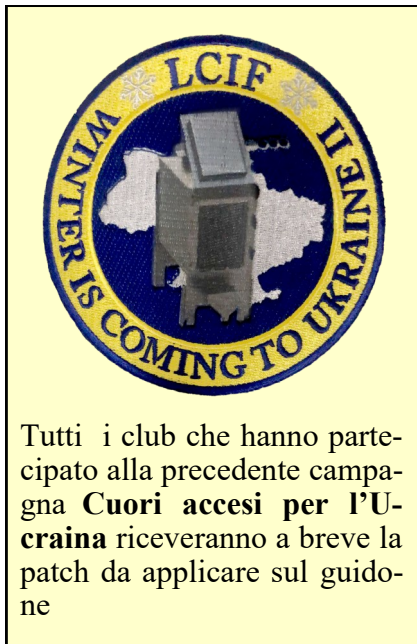 LCIF
WINTER IS COMING TO UKRAINE II
Tutti i club che hanno parte-
cipato alla precedente campa-
gna Cuori accesi per l'U-
craina riceveranno a breve la
patch da applicare sul guido-
ne